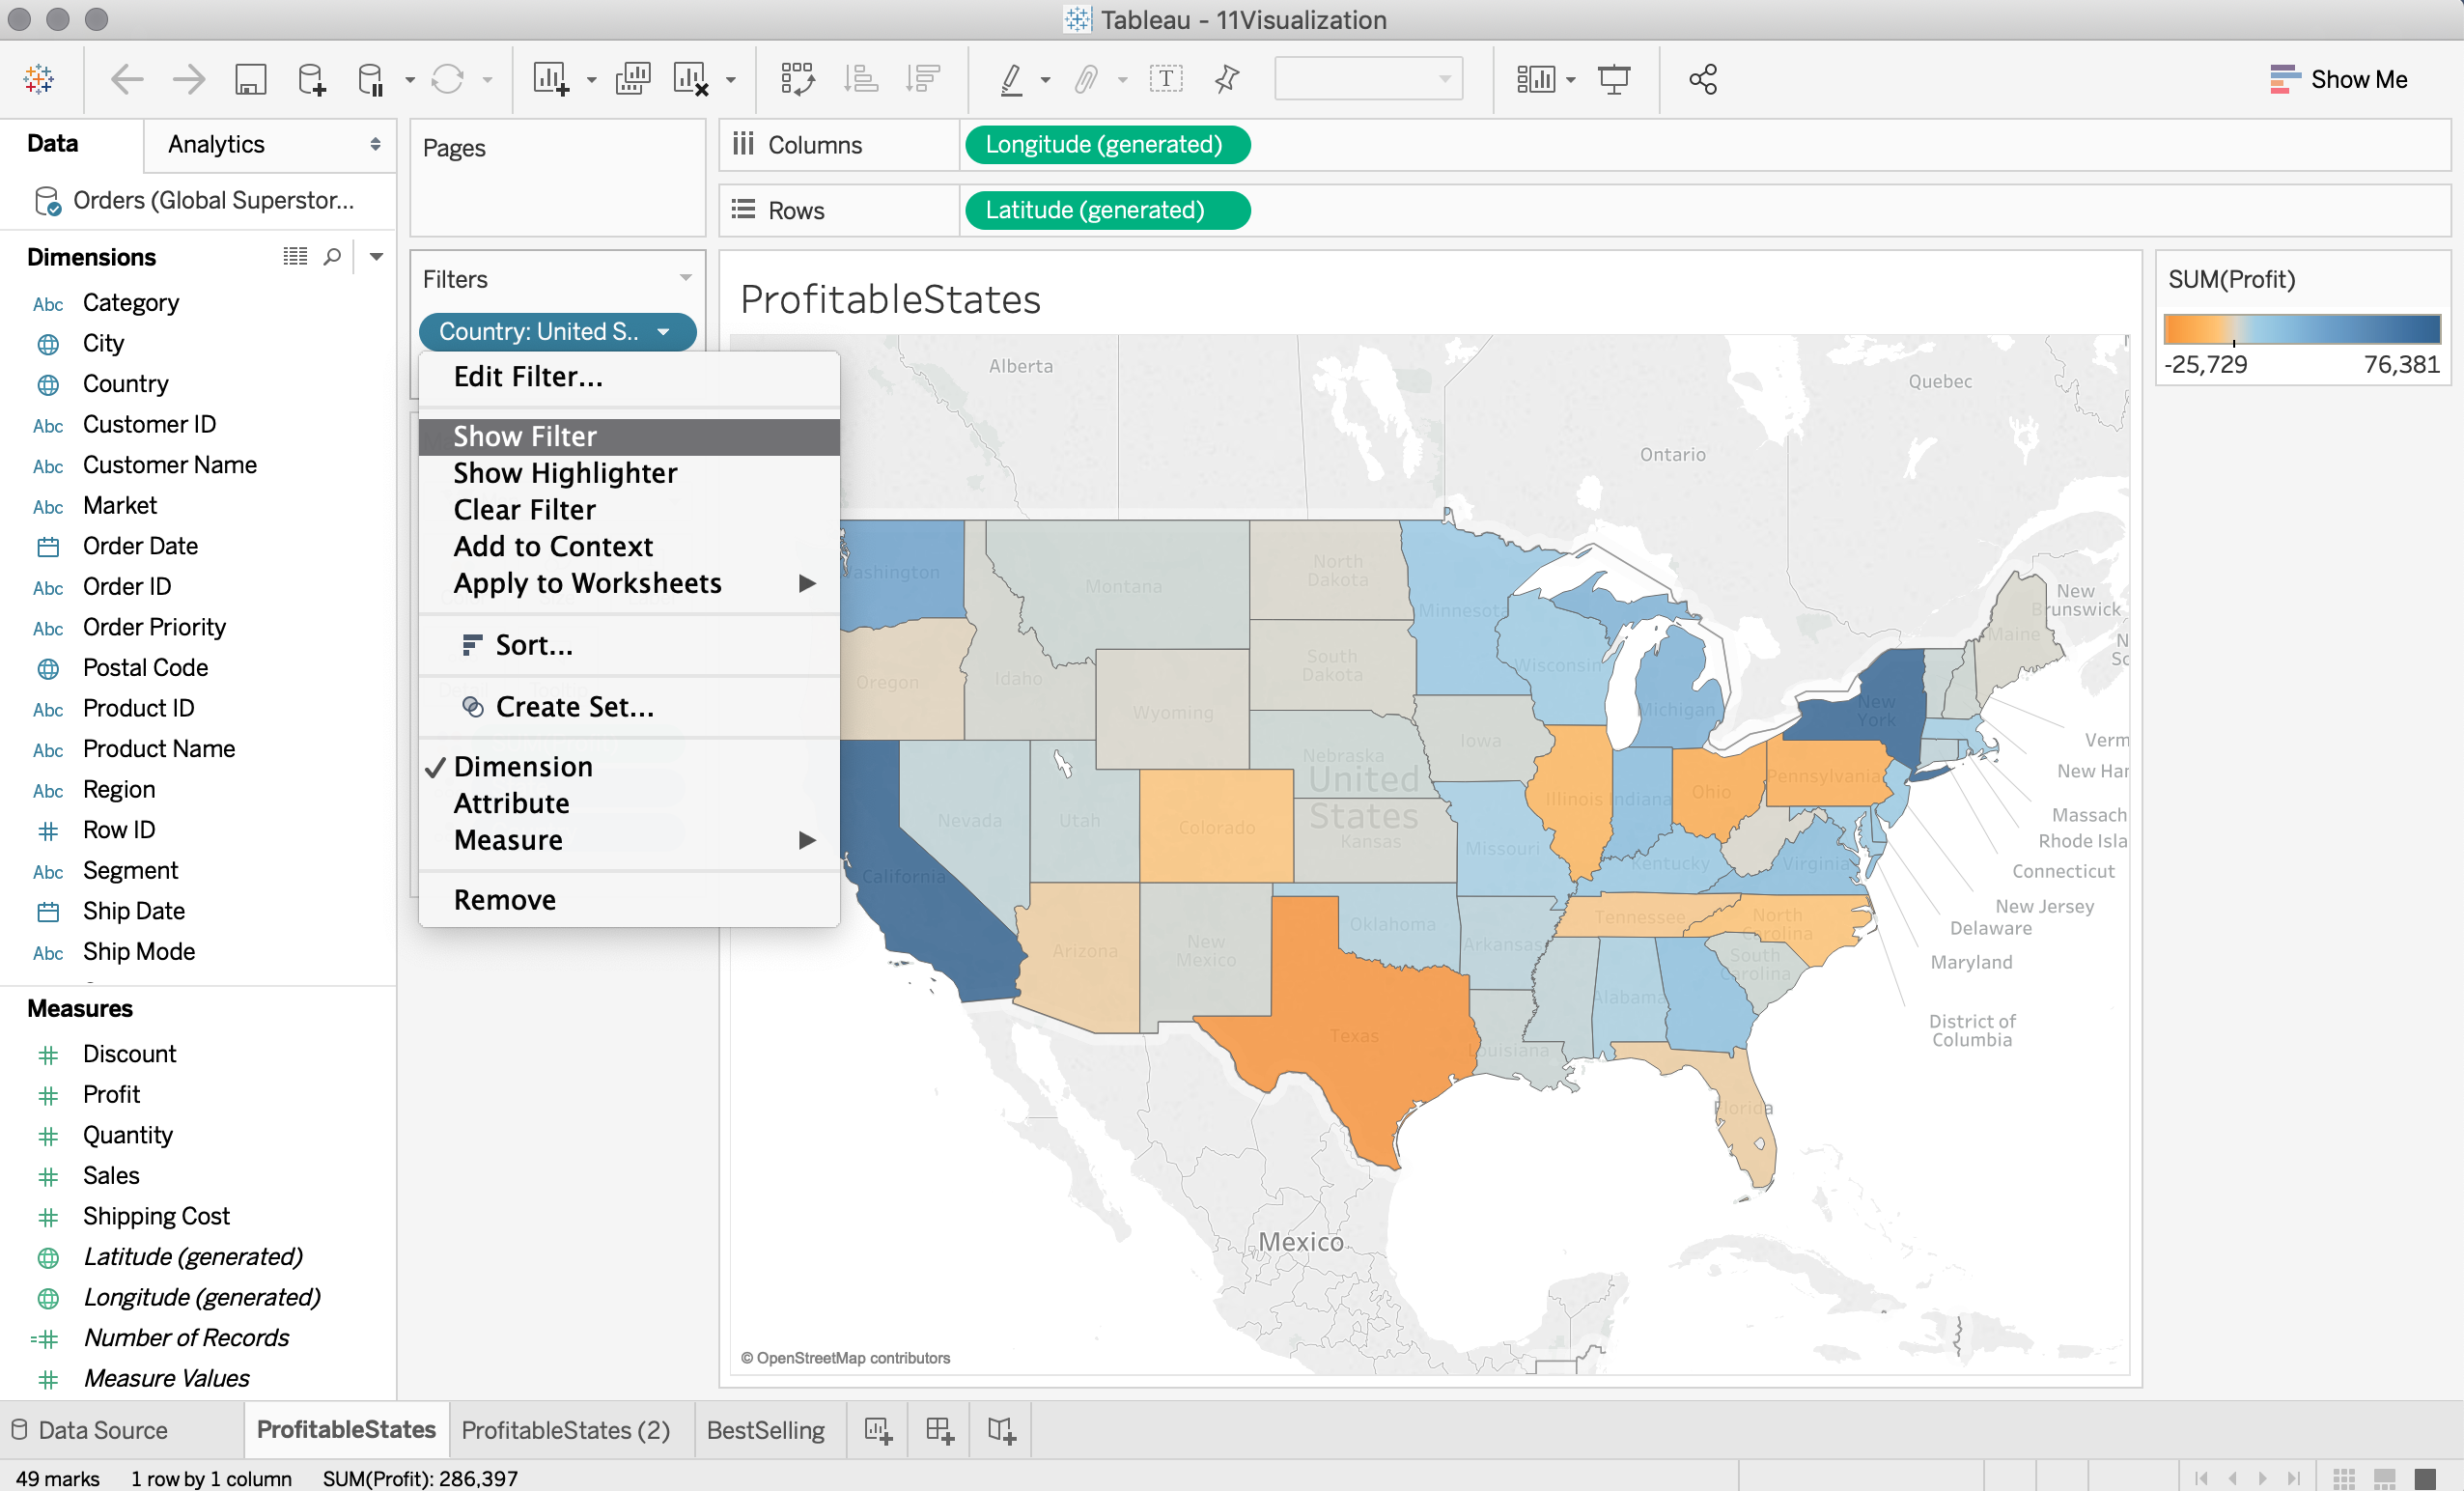 Tableau - 11Visualization
Show Me
Data
Analytics
Orders (Global Superstor...
Dimensions
Abc Category
City
Country
Abc Customer ID
Abc Customer Name
Abc Market
Order Date
Abc Order ID
Abc Order Priority
Postal Code
Abc Product ID
Abc Product Name
Abc Region
Row ID
Abc Segment
Ship Date
Abc Ship Mode
Measures
Discount
Profit
Quantity
Sales
Shipping Cost
Latitude (generated)
Longitude (generated)
Number of Records
Measure Values
Pages
Columns
Longitude (generated)
Rows
Latitude (generated)
Filters
Country: United S..
Edit Filter...
Show Filter
Show Highlighter
Clear Filter
Add to Context
Apply to Worksheets
Sort...
Create Set...
Dimension
Attribute
Measure
Remove
ProfitableStates
Alberta
Quebec
Ontario
ashington
Montana
North
Dakota
Minnesota
New
Brunswick
Maine
Oregon
Idaho
South
Dakota
Wisconsin
Wyoming
Michigan
New
York
Iowa
Nebraska
United
States
Pennsylvania
Verm
New Har
Nevada
Utah
Colorado
Kansas
Illinois
Indiana
Ohio
Massach
Rhode Isla
Missouri
Kentucky
Virginia
Connecticut
California
New Jersey
Tennessee
North
Carolina
Delaware
Oklahoma
Arizona
New
Mexico
Arkansas
South
Carolina
Maryland
Alabama
Texas
Louisiana
District of
Columbia
Florida
Mexico
© OpenStreetMap contributors
SUM(Profit)
-25,729
76,381
Data Source
ProfitableStates
ProfitableStates (2)
BestSelling
49 marks
1 row by 1 column
SUM(Profit): 286,397